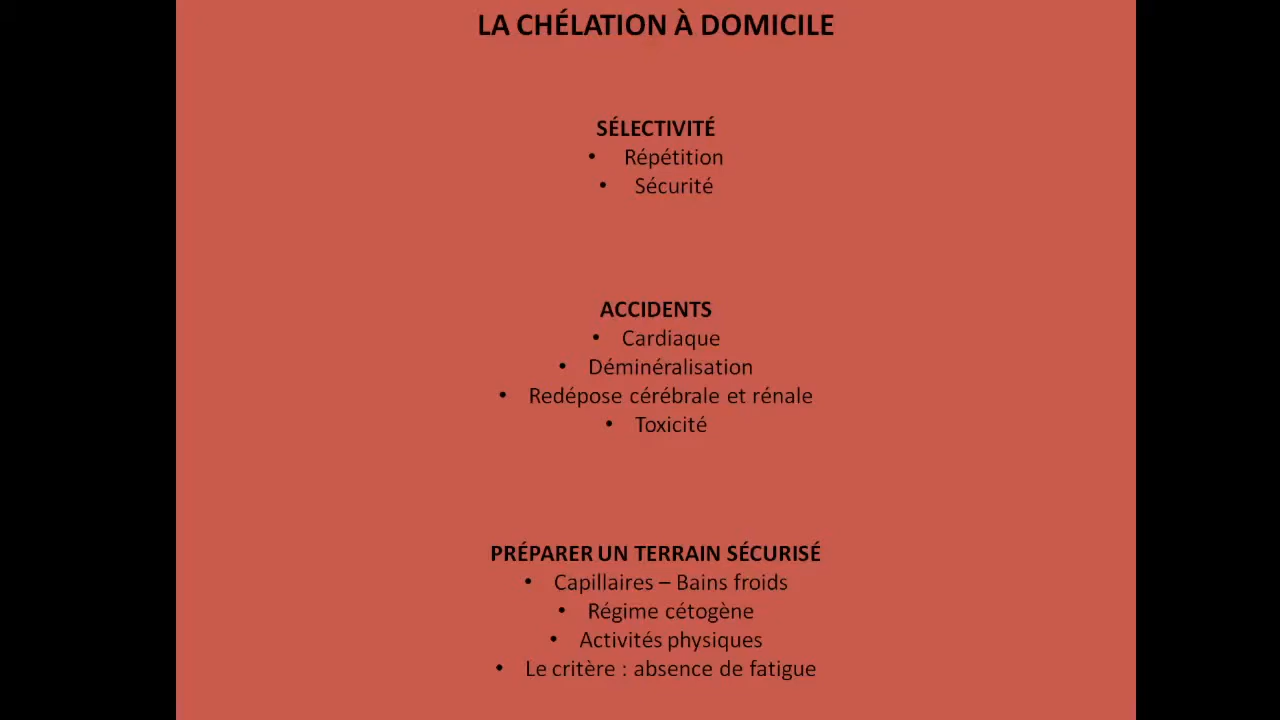 LA CHÉLATION À DOMICILE
SÉLECTIVITÉ
• Répétition
• Sécurité
ACCIDENTS
• Cardiaque
• Déminéralisation
• Redépose cérébrale et rénale
• Toxicité
PRÉPARER UN TERRAIN SÉCURISÉ
• Capillaires – Bains froids
• Régime cétogène
• Activités physiques
• Le critère : absence de fatigue